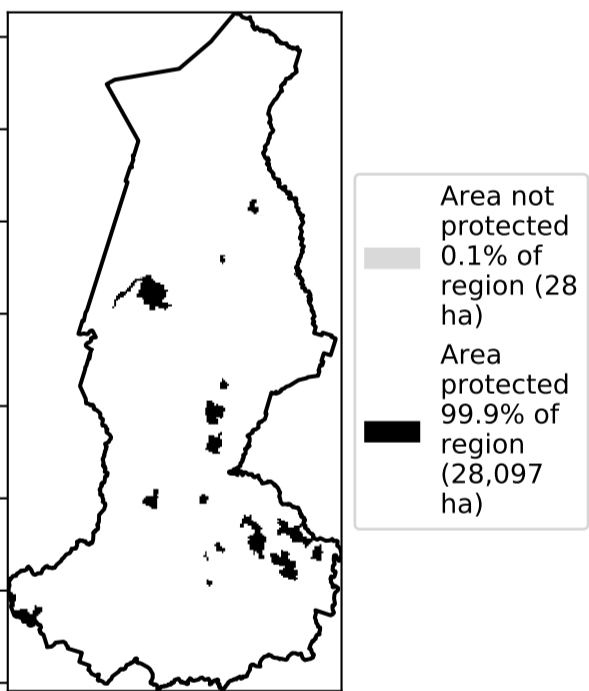 Area not
protected
0.1% of
region (28
ha)
Area
protected
99.9% of
region
(28,097
ha)